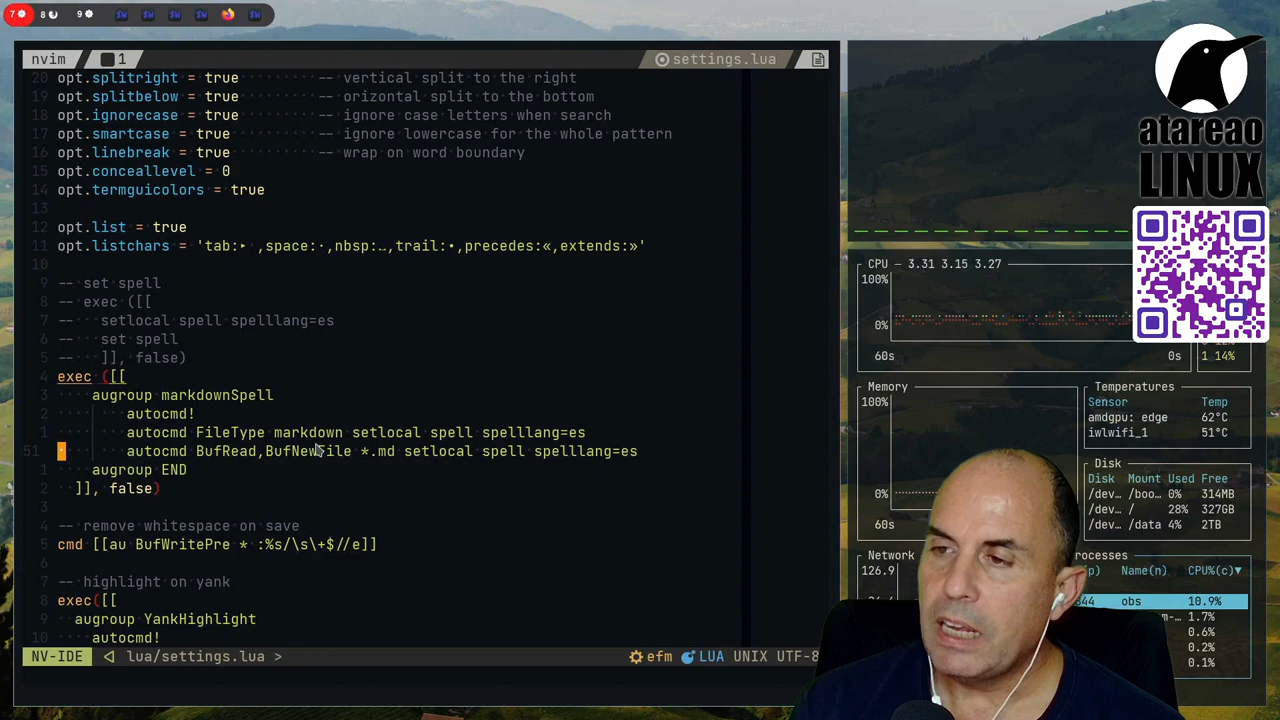 7 8 9
nvim 1 settings.lua
20 opt.splitright = true -- vertical split to the right
19 opt.splitbelow = true -- orizontal split to the bottom
18 opt.ignorecase = true -- ignore case letters when search
17 opt.smartcase = true -- ignore lowercase for the whole pattern
16 opt.linebreak = true -- wrap on word boundary
15 opt.conceallevel = 0
14 opt.termguicolors = true
13
12 opt.list = true
11 opt.listchars = 'tab:▸ ,space:·,nbsp:⎵,trail:•,precedes:«,extends:»'
10
9 -- set spell
8 -- exec ([[
7 -- setlocal spell spelllang=es
6 -- set spell
5 -- ]], false)
4 exec ([[
3 augroup markdownSpell
2 autocmd!
1 autocmd FileType markdown setlocal spell spelllang=es
51 autocmd BufRead,BufNewFile *.md setlocal spell spelllang=es
1 augroup END
2 ]], false)
3
4 -- remove whitespace on save
5 cmd [[au BufWritePre * :%s/\s\+$//e]]
6
7 -- highlight on yank
8 exec([[
9 augroup YankHighlight
10 autocmd!
NV-IDE lua/settings.lua > efm LUA UNIX UTF-8
atareao
LINUX
CPU — 3.31 3.15 3.27
100%
0%
60s 0s
1 14%
Memory
100%
0%
60s
Temperatures
Sensor Temp
amdgpu: edge 62°C
iwlwifi_1 51°C
Disk
Disk Mount Used Free
/dev… /boo… 0% 314MB
/dev… / 28% 327GB
/dev… /data 4% 2TB
Network
126.9
60s
Processes
Name(n) CPU%(c)▼
obs 10.9%
1.7%
0.6%
0.2%
0.1%